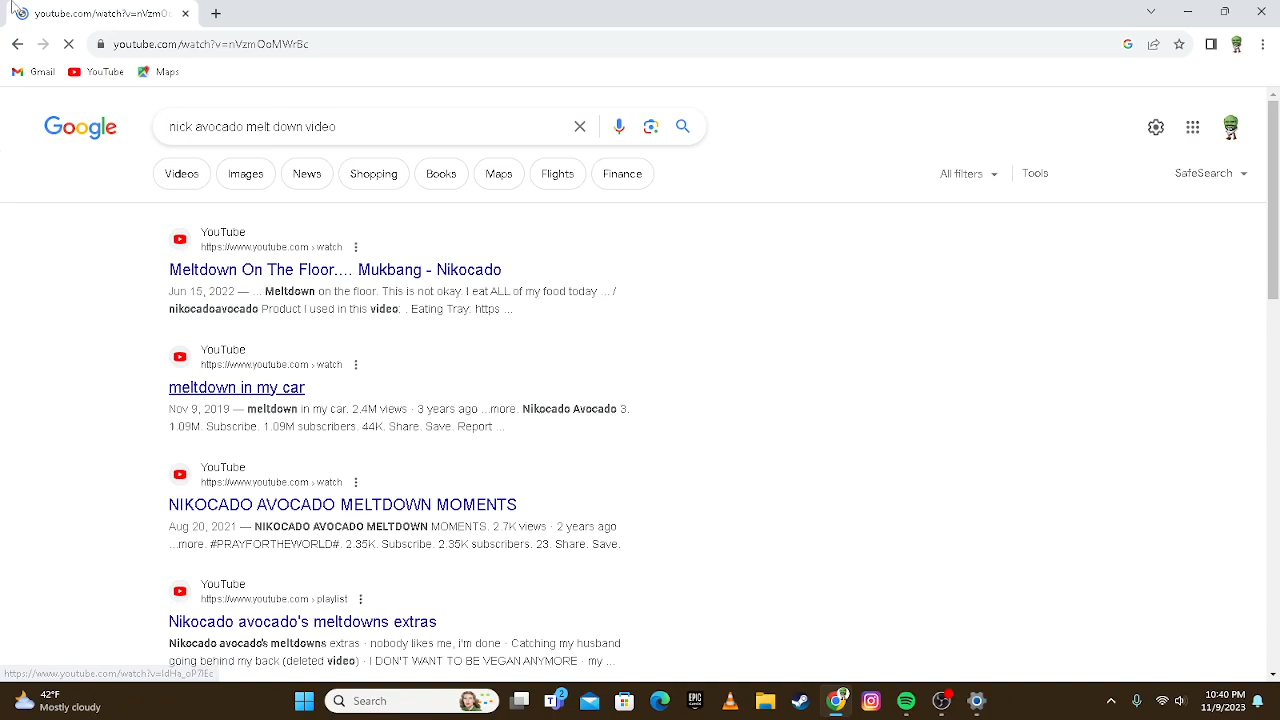 youtube.com/watch?v=nVzmOo
youtube.com/watch?v=nVzmOoMWrBc
Gmail YouTube Maps
Google nick avocado melt down video
Videos Images News Shopping Books Maps Flights Finance All filters Tools SafeSearch
YouTube
https://www.youtube.com › watch
Meltdown On The Floor.... Mukbang - Nikocado
Jun 15, 2022 — ... Meltdown on the floor. This is not okay. I eat ALL of my food today ... /
nikocadoavocado Product I used in this video: . Eating Tray: https ...
YouTube
https://www.youtube.com › watch
meltdown in my car
Nov 9, 2019 — meltdown in my car. 2.4M views · 3 years ago ...more. Nikocado Avocado 3.
1.09M. Subscribe. 1.09M subscribers. 44K. Share. Save. Report ...
YouTube
https://www.youtube.com › watch
NIKOCADO AVOCADO MELTDOWN MOMENTS
Aug 20, 2021 — NIKOCADO AVOCADO MELTDOWN MOMENTS. 2.7K views · 2 years ago
...more. #PRAYFORTHEWORLD#. 2.35K. Subscribe. 2.35K subscribers. 23. Share. Save.
YouTube
https://www.youtube.com › playlist
Nikocado avocado's meltdowns extras
Nikocado avocado's meltdowns extras · nobody likes me, i'm done · Catching my husband
going behind my back (deleted video) · I DON'T WANT TO BE VEGAN ANYMORE · my ...
42°F
Mostly cloudy
Search
2
EPIC GAMES
10:40 PM
11/9/2023